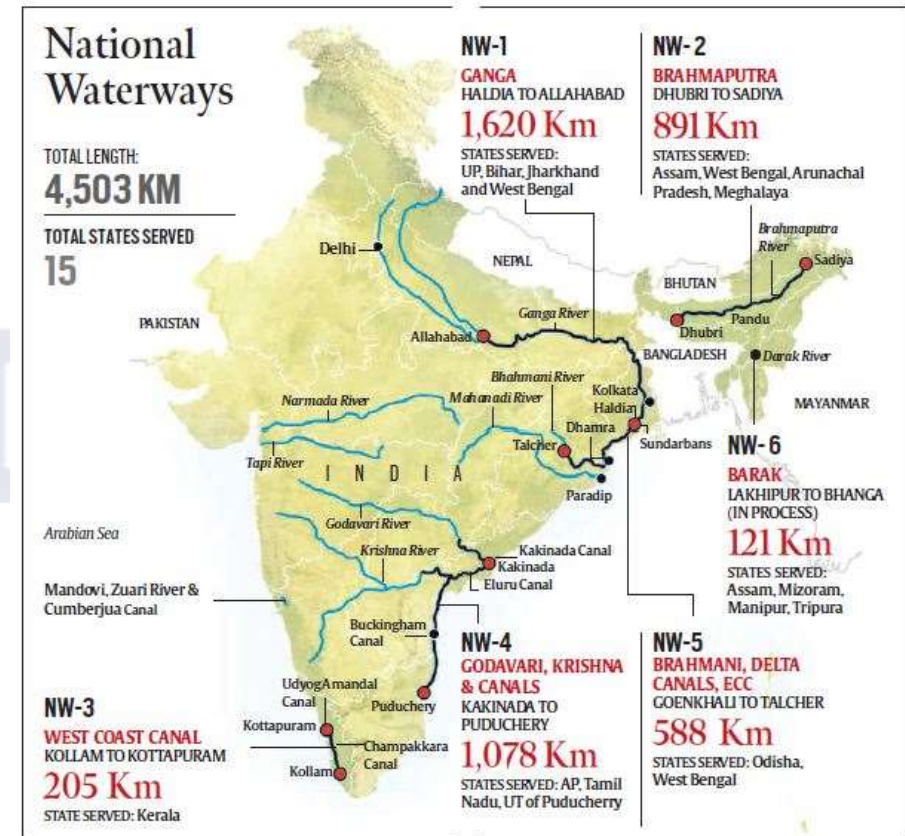 National
Waterways
TOTAL LENGTH:
4,503 KM
TOTAL STATES SERVED
15
NW-1
GANGA
HALDIA TO ALLAHABAD
1,620 Km
STATES SERVED:
UP, Bihar, Jharkhand
and West Bengal
NW- 2
BRAHMAPUTRA
DHUBRI TO SADIYA
891 Km
STATES SERVED:
Assam, West Bengal, Arunachal
Pradesh, Meghalaya
Brahmaputra
River
Sadiya
Delhi
NEPAL
BHUTAN
PAKISTAN
Ganga River
Pandu
Dhubri
Allahabad
BANGLADESH
Darak River
Bhahmani River
Kolkata
Narmada River
Mahanadi River
Haldia
MAYANMAR
Dhamra
Talcher
Sundarbans
Tapi River
INDIA
Paradip
NW- 6
BARAK
LAKHIPUR TO BHANGA
(IN PROCESS)
121 Km
STATES SERVED:
Assam, Mizoram,
Manipur, Tripura
Godavari River
Arabian Sea
Krishna River
Kakinada Canal
Kakinada
Eluru Canal
Mandovi, Zuari River &
Cumberjua Canal
Buckingham
Canal
NW-4
GODAVARI, KRISHNA
& CANALS
KAKINADA TO
PUDUCHERY
1,078 Km
STATES SERVED: AP, Tamil
Nadu, UT of Puducherry
NW-5
BRAHMANI, DELTA
CANALS, ECC
GOENKHALI TO TALCHER
588 Km
STATES SERVED: Odisha,
West Bengal
UdyogAmandal
Canal
Puduchery
NW-3
WEST COAST CANAL
KOLLAM TO KOTTAPURAM
205 Km
STATE SERVED: Kerala
Kottapuram
Champakkara
Canal
Kollam